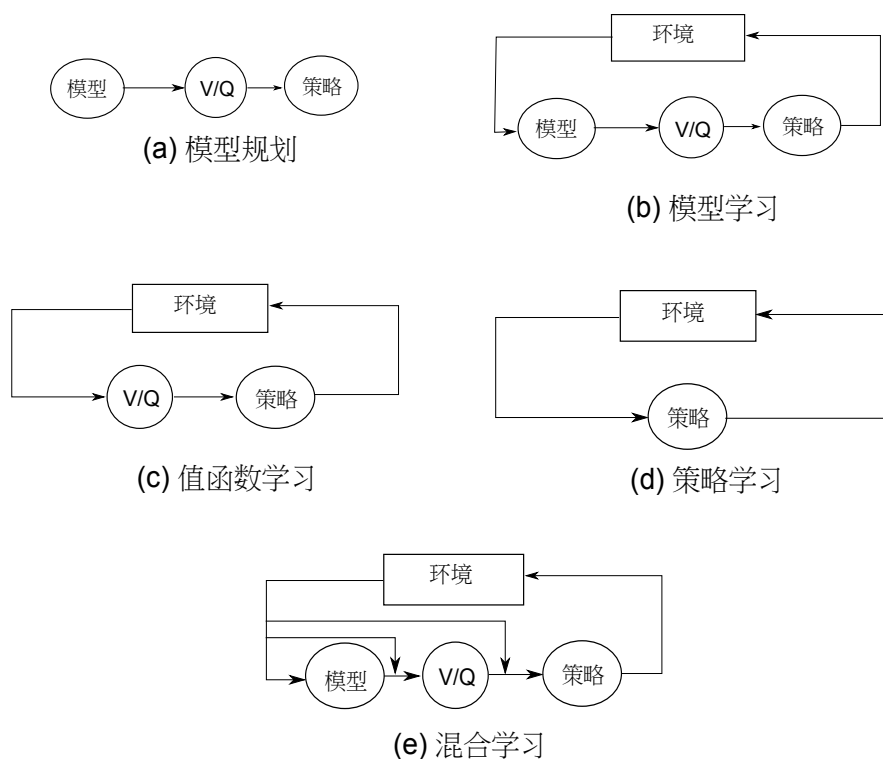 模型
V/Q
策略
(a) 模型规划
环境
模型
V/Q
策略
(b) 模型学习
环境
V/Q
策略
(c) 值函数学习
环境
策略
(d) 策略学习
环境
模型
V/Q
策略
(e) 混合学习